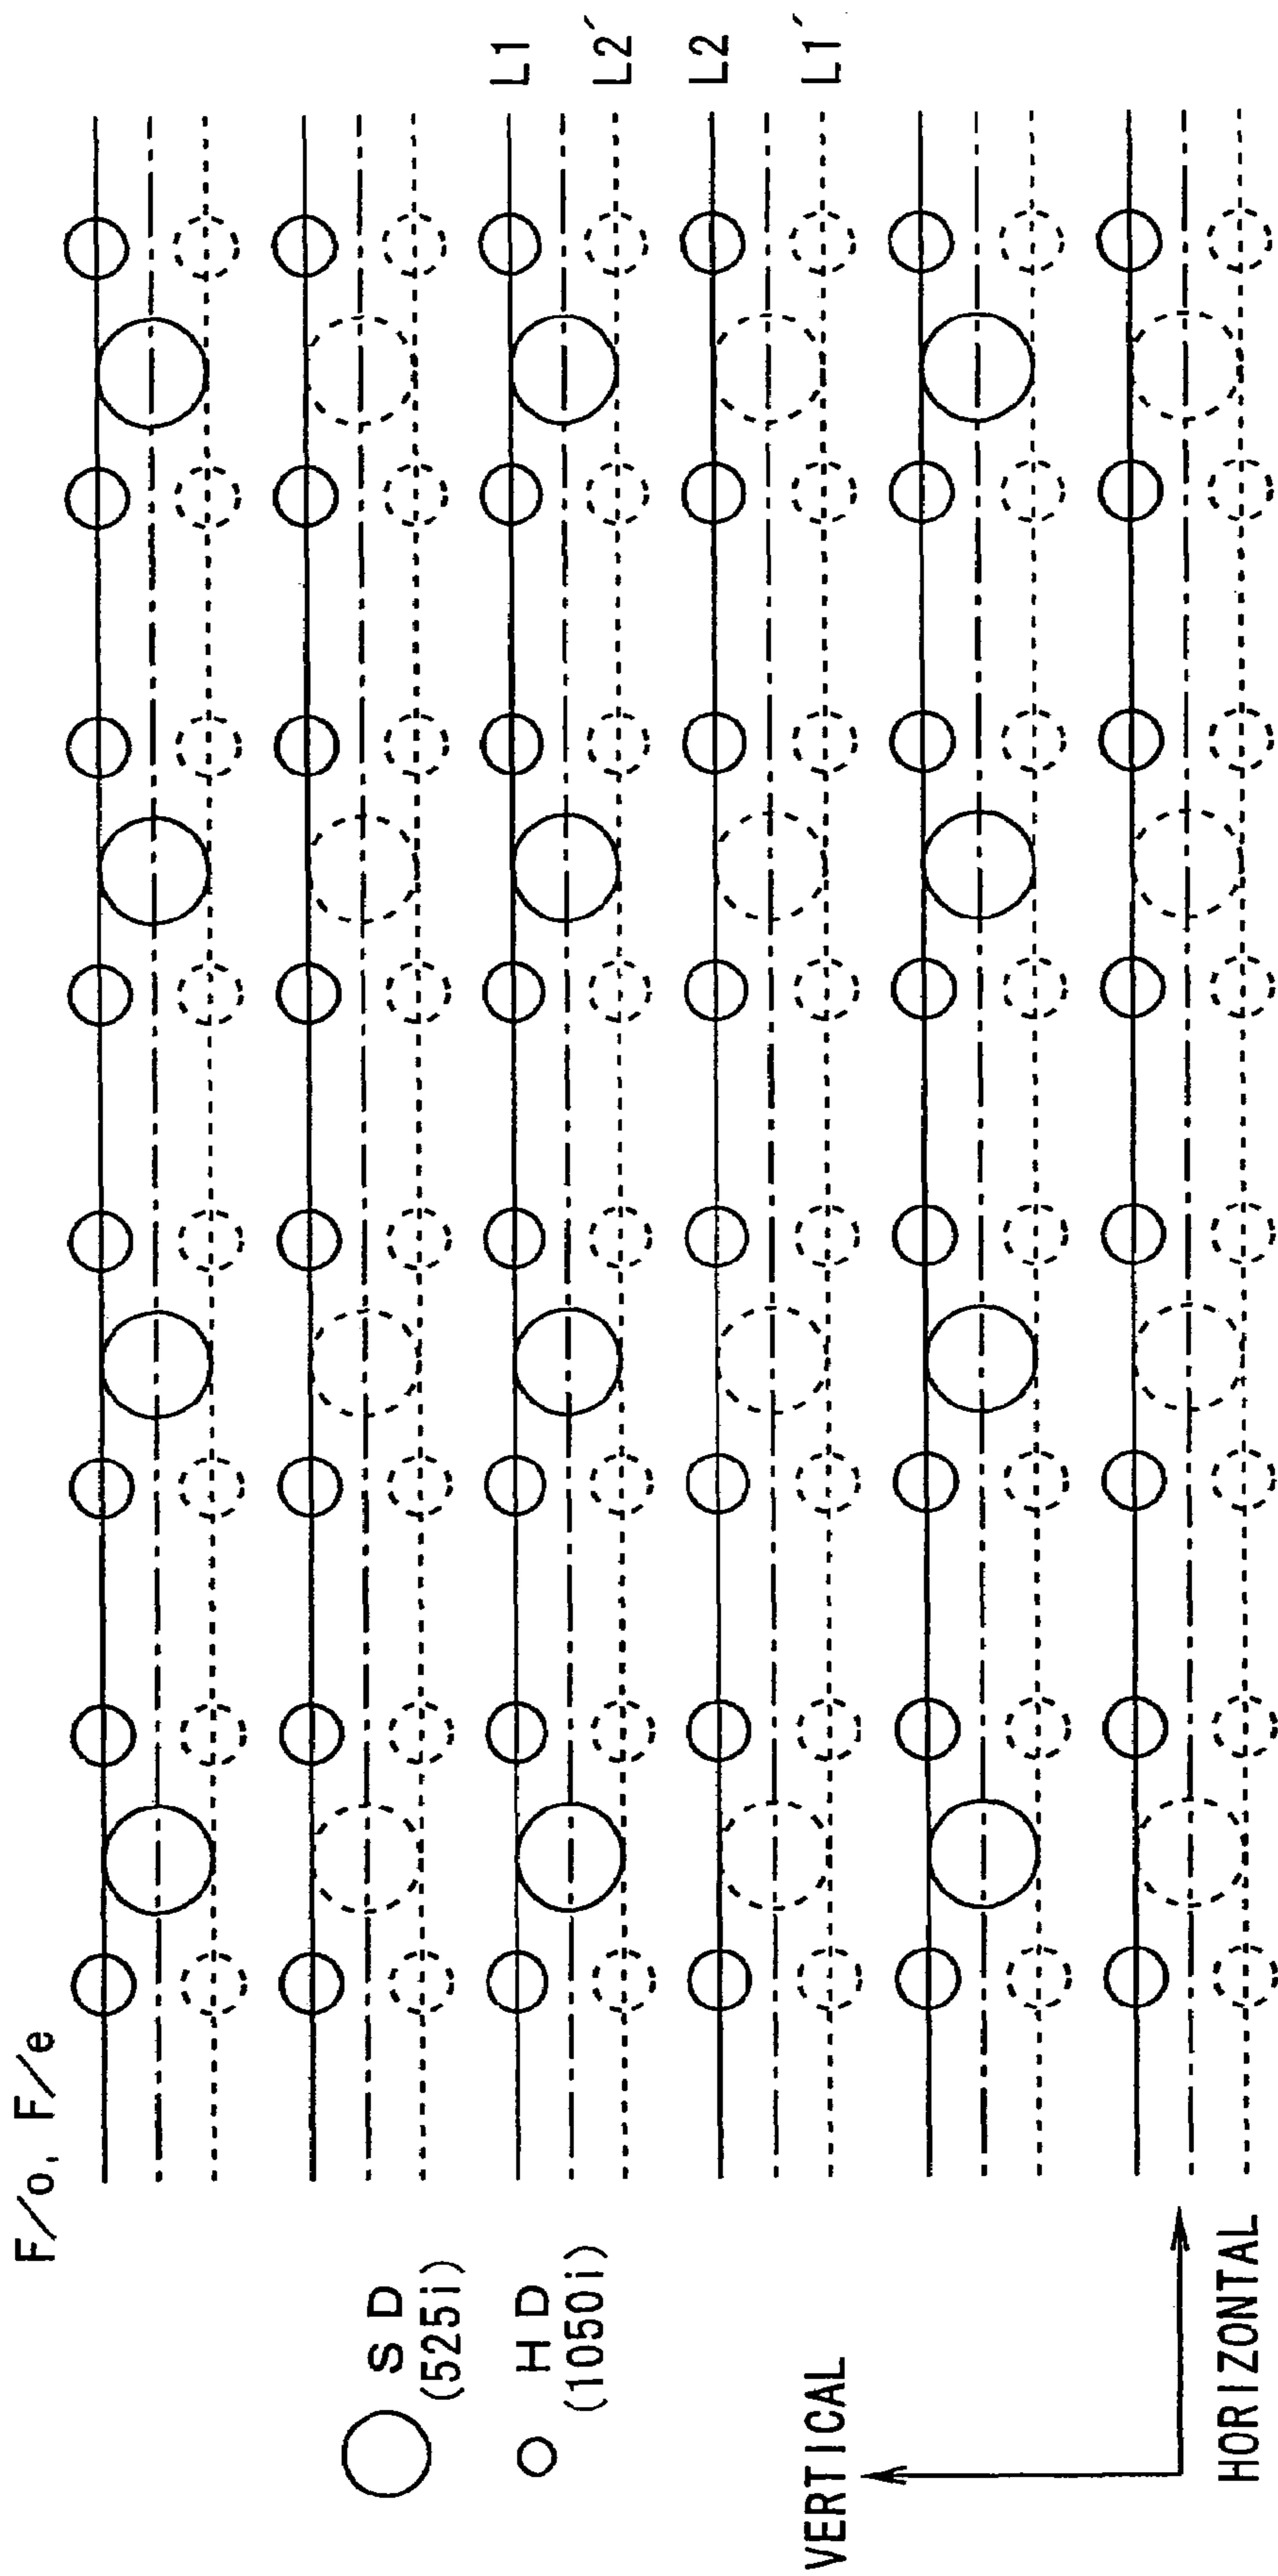 F/o, F/e
L1
L2´
L2
L1´
SD
(525i)
HD
(1050i)
VERTICAL
HORIZONTAL